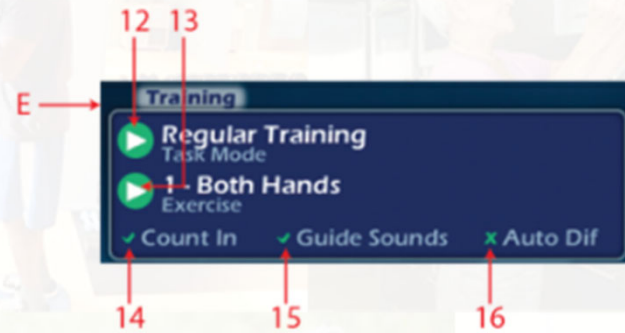 12 13
E
Training
Regular Training
Task Mode
1 - Both Hands
Exercise
✓ Count In ✓ Guide Sounds x Auto Dif
14 15 16